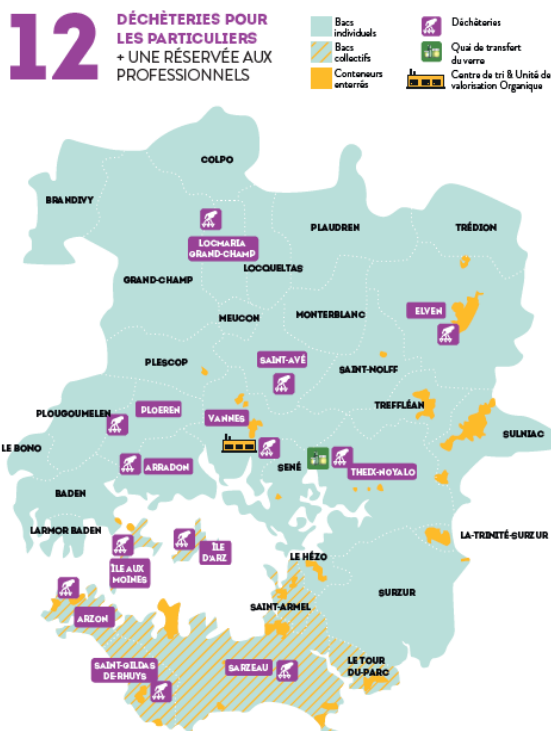 12
DÉCHÈTERIES POUR
LES PARTICULIERS
+ UNE RÉSERVÉE AUX
PROFESSIONNELS
Bacs
individuels
Bacs
collectifs
Conteneurs
enterrés
Déchèteries
Quai de transfert
du verre
Centre de tri & Unité de
valorisation Organique
COLPO
BRANDIVY
PLAUDREN
TRÉDION
LOCMARIA
GRAND-CHAMP
LOCQUELTAS
GRAND-CHAMP
MEUCON
MONTERBLANC
ELVEN
PLESCOP
SAINT-AVÉ
SAINT-NOLFF
TREFFLÉAN
PLOUGOUMELEN
PLOEREN
VANNES
SULNIAC
LE BONO
ARRADON
SENÉ
THEIX-NOYALO
BADEN
LARMOR BADEN
LA-TRINITÉ-SURZUR
ÎLE
D'ARZ
LE HÉZO
ÎLE AUX
MOINES
SURZUR
SAINT-ARMEL
ARZON
SAINT-GILDAS
DE-RHUYS
SARZEAU
LE TOUR
DU-PARC